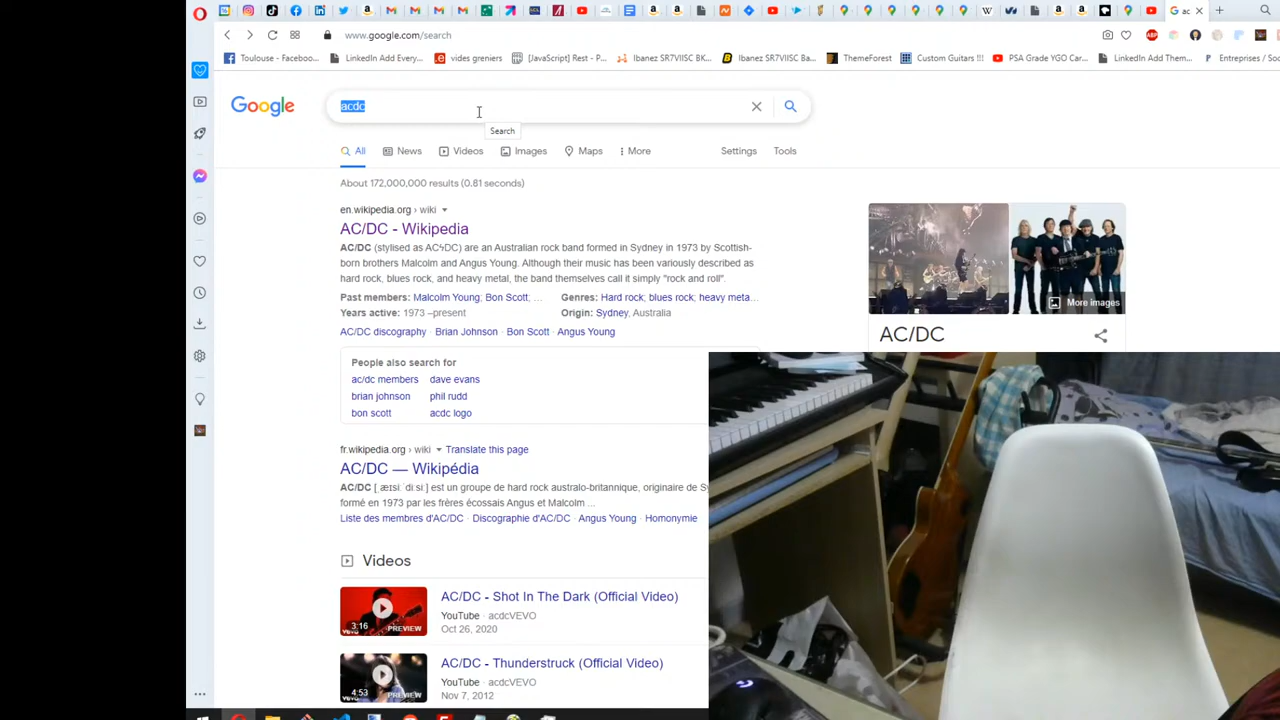 ac
www.google.com/search
ABP
Toulouse - Faceboo...
LinkedIn Add Every...
vides greniers
[JavaScript] Rest - P...
Ibanez SR7VIISC BK...
Ibanez SR7VIISC Ba...
ThemeForest
Custom Guitars !!!...
PSA Grade YGO Car...
LinkedIn Add Them...
Entreprises / Soc
Google
acdc
Search
All
News
Videos
Images
Maps
More
Settings
Tools
About 172,000,000 results (0.81 seconds)
en.wikipedia.org › wiki
AC/DC - Wikipedia
AC/DC (stylised as ACϟDC) are an Australian rock band formed in Sydney in 1973 by Scottish-
born brothers Malcolm and Angus Young. Although their music has been variously described as
hard rock, blues rock, and heavy metal, the band themselves call it simply "rock and roll".
Past members: Malcolm Young; Bon Scott, ...
Genres: Hard rock; blues rock; heavy meta...
Years active: 1973 –present
Origin: Sydney, Australia
AC/DC discography · Brian Johnson · Bon Scott · Angus Young
People also search for
ac/dc members
dave evans
brian johnson
phil rudd
bon scott
acdc logo
More images
AC/DC
fr.wikipedia.org › wiki
Translate this page
AC/DC — Wikipédia
AC/DC [ˌæɪsiːˈdiːsiː] est un groupe de hard rock australo-britannique, originaire de Sy
formé en 1973 par les frères écossais Angus et Malcolm ...
Liste des membres d'AC/DC · Discographie d'AC/DC · Angus Young · Homonymie
Videos
3:16
PREVIEW
AC/DC - Shot In The Dark (Official Video)
YouTube · acdcVEVO
Oct 26, 2020
4:53
PREVIEW
AC/DC - Thunderstruck (Official Video)
YouTube · acdcVEVO
Nov 7, 2012